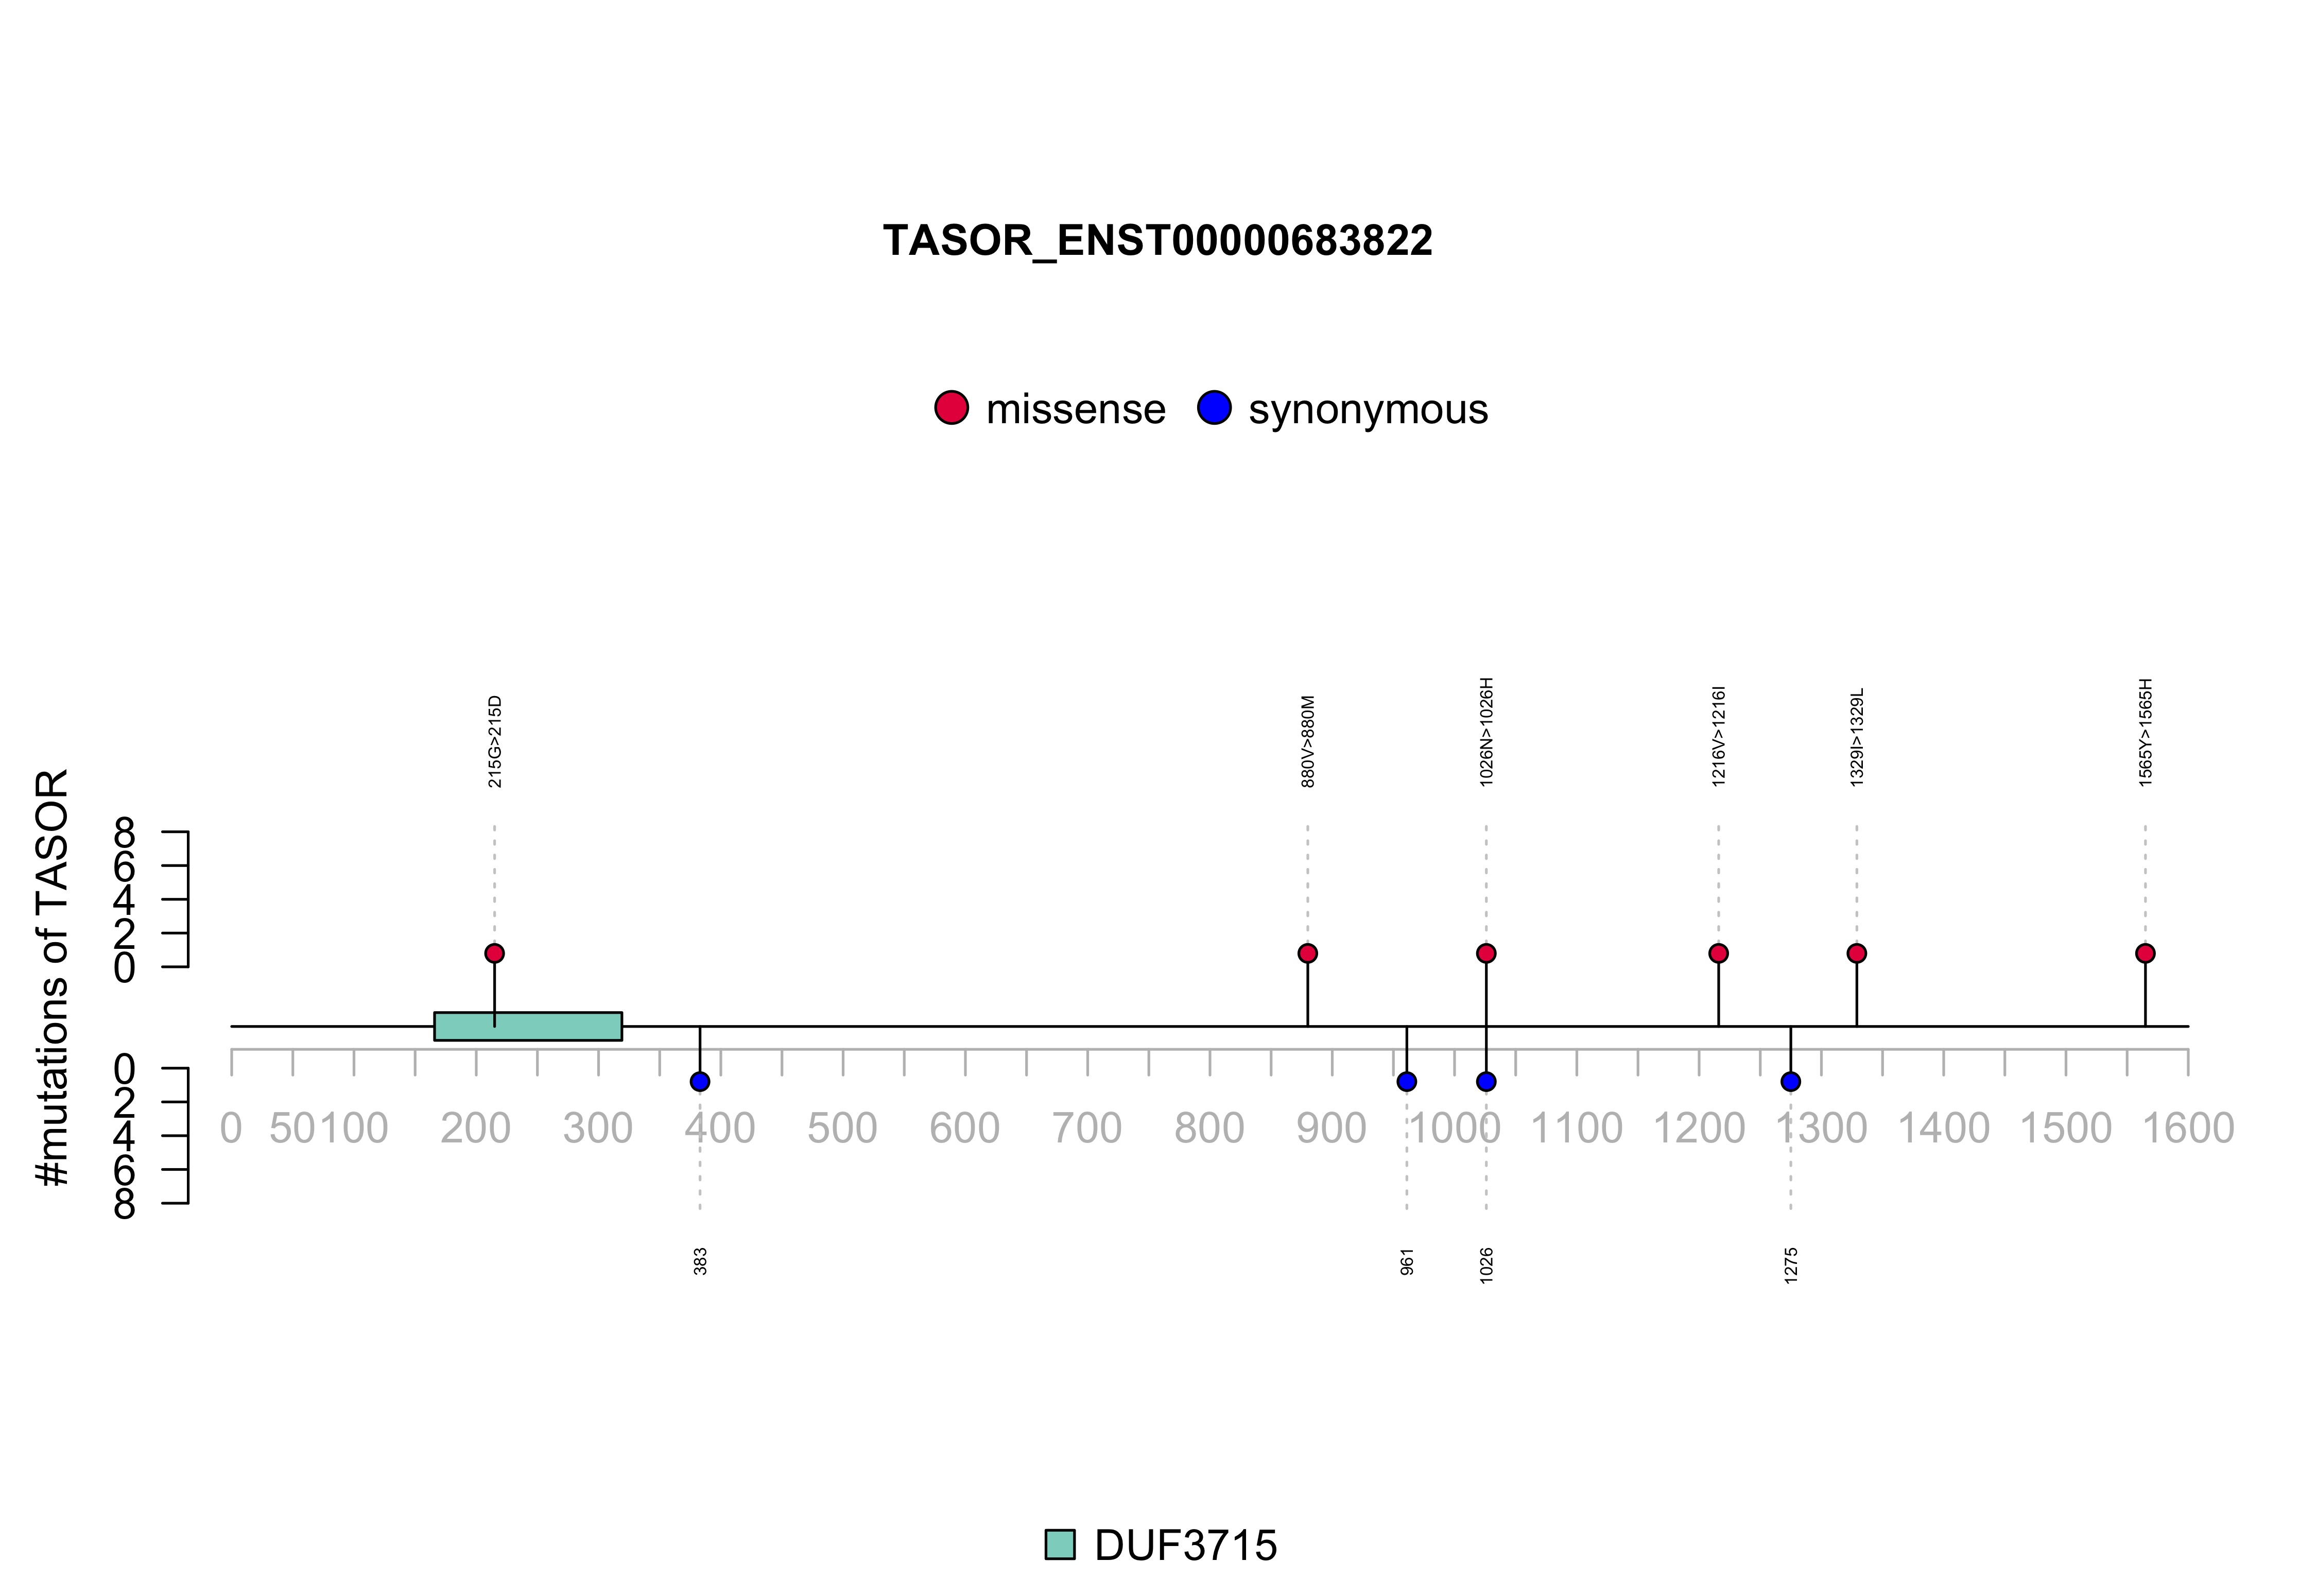 TASOR_ENST00000683822
missense synonymous
215G>215D
880V>880M
1026N>1026H
1216V>1216I
1329I>1329L
1565Y>1565H
#mutations of TASOR
8
6
4
2
0
0
2
4
6
8
0 50 100 200 300 400 500 600 700 800 900 1000 1100 1200 1300 1400 1500 1600
383
961
1026
1275
DUF3715